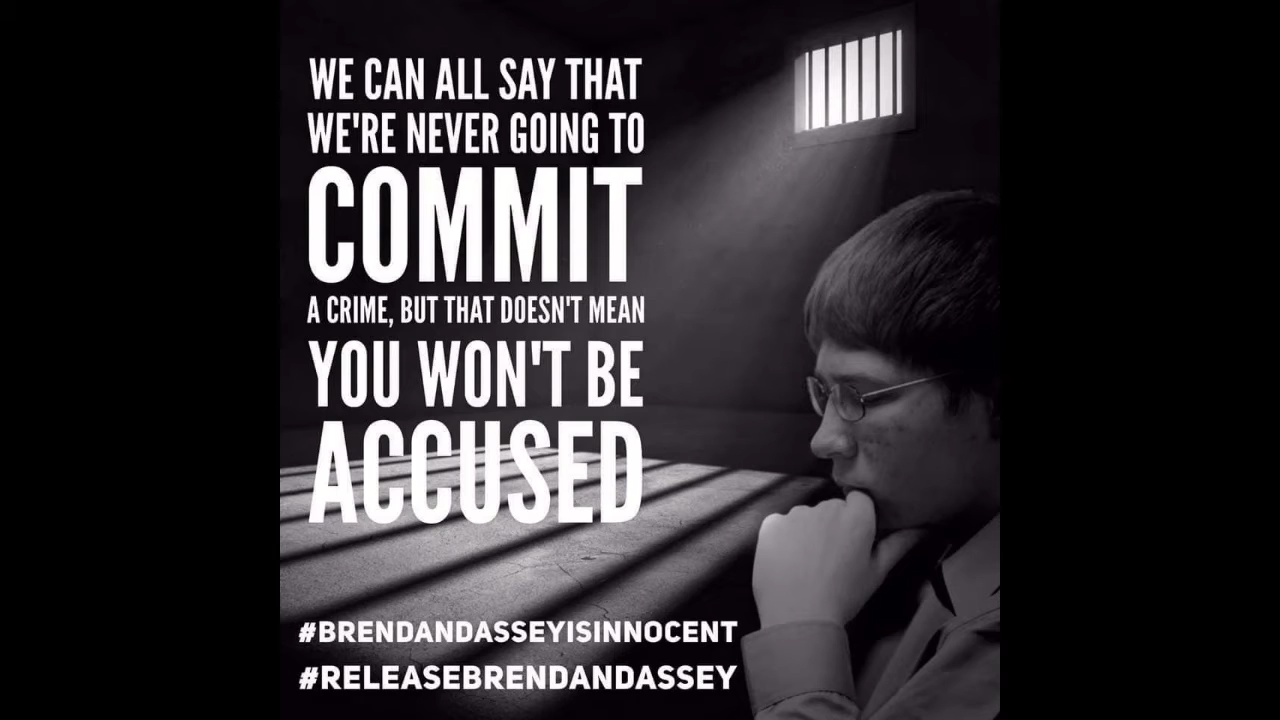 WE CAN ALL SAY THAT
WE'RE NEVER GOING TO
COMMIT
A CRIME, BUT THAT DOESN'T MEAN
YOU WON'T BE
ACCUSED
#BRENDANDASSEYISINNOCENT
#RELEASEBRENDANDASSEY